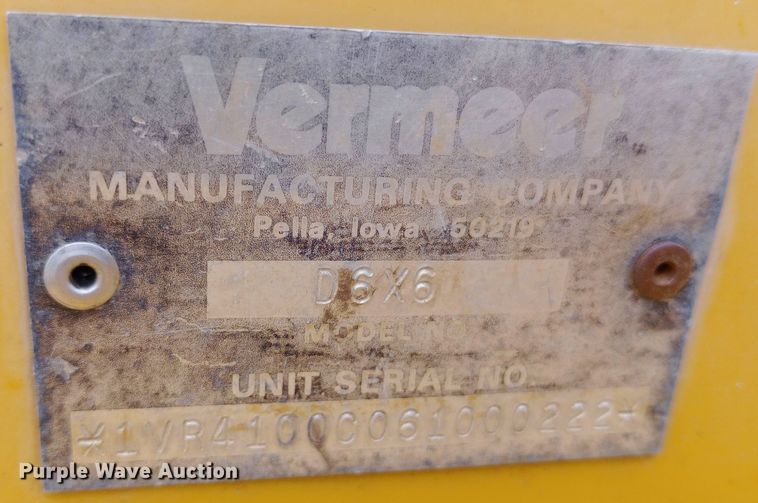 Vermeer
MANUFACTURING COMPANY
Pella, Iowa 50219
D6X6
MODEL NO.
UNIT SERIAL NO.
*1VR4100C061000222*
Purple Wave Auction